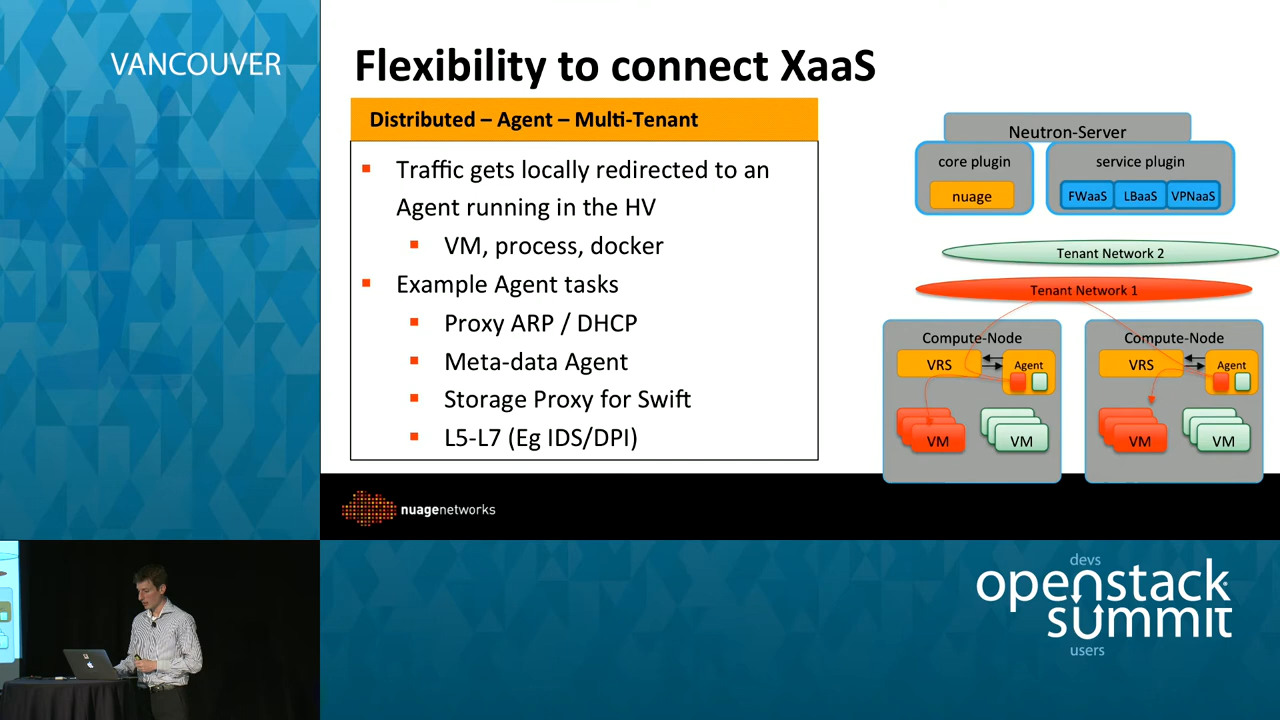 VANCOUVER
Flexibility to connect XaaS
Distributed – Agent – Multi-Tenant
Traffic gets locally redirected to an
Agent running in the HV
VM, process, docker
Example Agent tasks
Proxy ARP / DHCP
Meta-data Agent
Storage Proxy for Swift
L5-L7 (Eg IDS/DPI)
Neutron-Server
core plugin
service plugin
nuage
FWaaS
LBaaS
VPNaaS
Tenant Network 2
Tenant Network 1
Compute-Node
VRS
Agent
VM
VM
Compute-Node
VRS
Agent
VM
VM
nuagenetworks
devs
openstack
summit
users